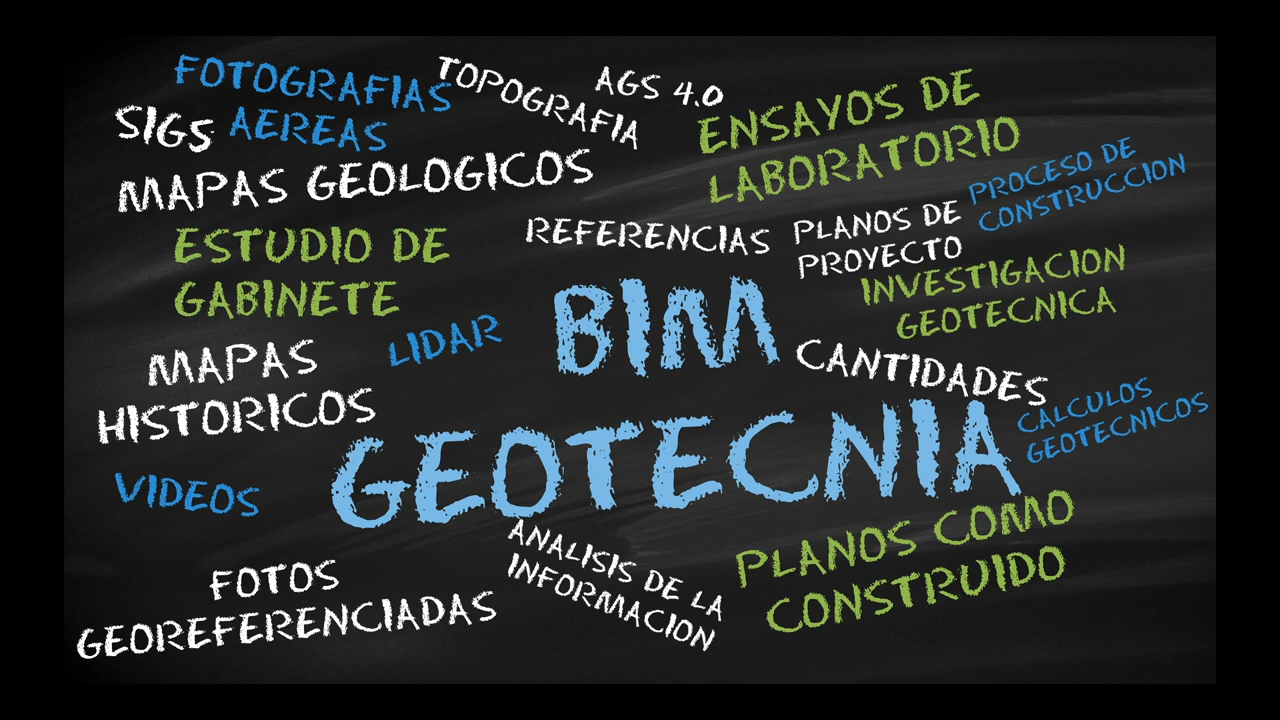 FOTOGRAFIAS
AEREAS
TOPOGRAFIA
AGS 4.0
SIGS
ENSAYOS DE
LABORATORIO
MAPAS GEOLOGICOS
PROCESO DE
CONSTRUCCION
ESTUDIO DE
GABINETE
REFERENCIAS
PLANOS DE
PROYECTO
INVESTIGACION
GEOTECNICA
BIM
GEOTECNIA
LIDAR
MAPAS
HISTORICOS
CANTIDADES
CALCULOS
GEOTECNICOS
VIDEOS
PLANOS COMO
CONSTRUIDO
ANALISIS DE LA
INFORMACION
FOTOS
GEOREFERENCIADAS